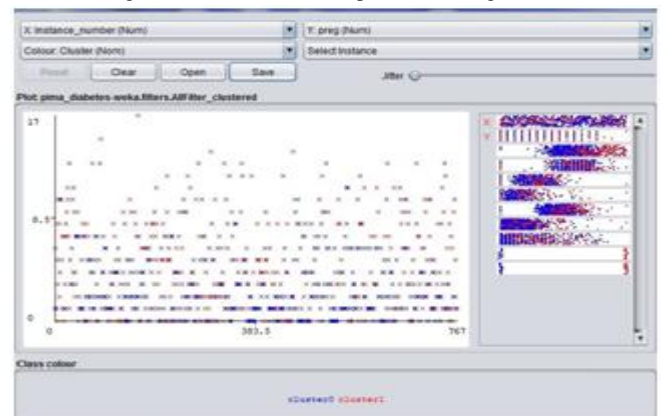 X: instance_number (Num) Y: preg (Num)
Colour: Cluster (Nom) Select Instance
Reset Clear Open Save Jitter
Plot: pima_diabetes-weka.filters.AllFilter_clustered
17
8.5
0
0 383.5 767
X
Y
Class colour
cluster0 cluster1